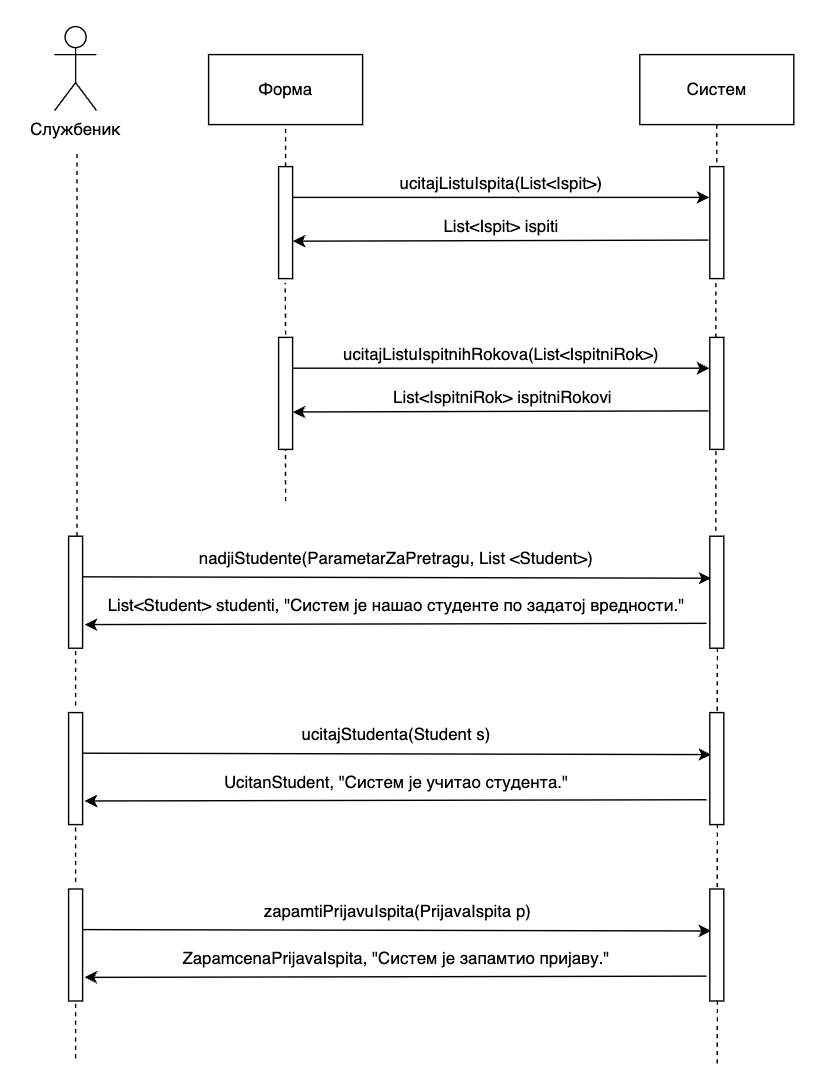 Форма
Систем
Службеник
ucitajListuIspita(List<Ispit>)
List<Ispit> ispiti
ucitajListuIspitnihRokova(List<IspitniRok>)
List<IspitniRok> ispitniRokovi
nadjiStudente(ParametarZaPretragu, List <Student>)
List<Student> studenti, "Систем је нашао студенте по задатој вредности."
ucitajStudenta(Student s)
UcitanStudent, "Систем је учитао студента."
zapamtiPrijavuIspita(PrijavaIspita p)
ZapamcenaPrijavaIspita, "Систем је запамтио пријаву."